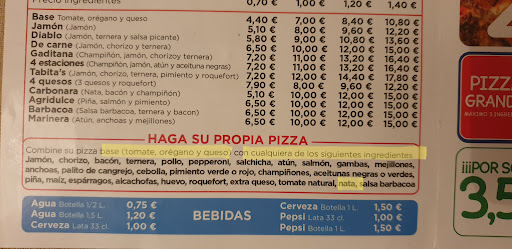 Precio Ingredientes 0,70 € 1,00 € 1,20 € 1,40 €
Base Tomate, orégano y queso 4,40 € 7,00 € 8,40 € 10,80 €
Jamón (Jamón) 5,10 € 8,00 € 9,60 € 12,20 €
Diablo (Jamón, ternera y salsa picante) 5,80 € 9,00 € 10,80 € 13,60 €
De carne (Jamón, chorizo y ternera) 6,50 € 10,00 € 12,00 € 15,00 €
Gaditana (Champiñón, jamón, chorizo y ternera) 7,20 € 11,00 € 13,20 € 16,40 €
4 estaciones (Champiñón, jamón, atún y aceituna negras) 7,20 € 11,00 € 13,20 € 16,40 €
Tabita's (Jamón, chorizo, ternera, pimiento y roquefort) 7,20 € 12,00 € 14,40 € 17,80 €
4 quesos (3 quesos y roquefort) 7,90 € 8,00 € 9,60 € 12,20 €
Carbonara (Nata, bacón y champiñón) 5,10 € 10,00 € 12,00 € 15,00 €
Agridulce (Piña, salmón y pimiento) 6,50 € 10,00 € 12,00 € 15,00 €
Barbacoa (Salsa barbacoa, ternera y bacón) 6,50 € 10,00 € 12,00 € 15,00 €
Marinera (Atún, anchoas y mejillones) 6,50 € 10,00 € 12,00 € 15,00 €
HAGA SU PROPIA PIZZA
Combine su pizza base (tomate, orégano y queso) con cualquiera de los siguientes ingredientes
Jamón, chorizo, bacón, ternera, pollo, pepperoni, salchicha, atún, salmón, gambas, mejillones,
anchoas, palito de cangrejo, cebolla, pimiento verde o rojo, champiñones, aceitunas negras o verdes,
piña, maíz, espárragos, alcachofas, huevo, roquefort, extra queso, tomate natural, nata, salsa barbacoa
Agua Botella 1/2 L. 0,75 €
Agua Botella 1,5 L. 1,20 €
Pepsi Lata 33 cl. 1,00 €
BEBIDAS
Cerveza Botella 1 L. 1,50 €
Cerveza Lata 33 cl. 1,00 €
Pepsi Botella 1 L. 1,50 €
PIZZ
GRAND
MÁXIMO 3 INGRED
¡¡¡POR SO
3,5